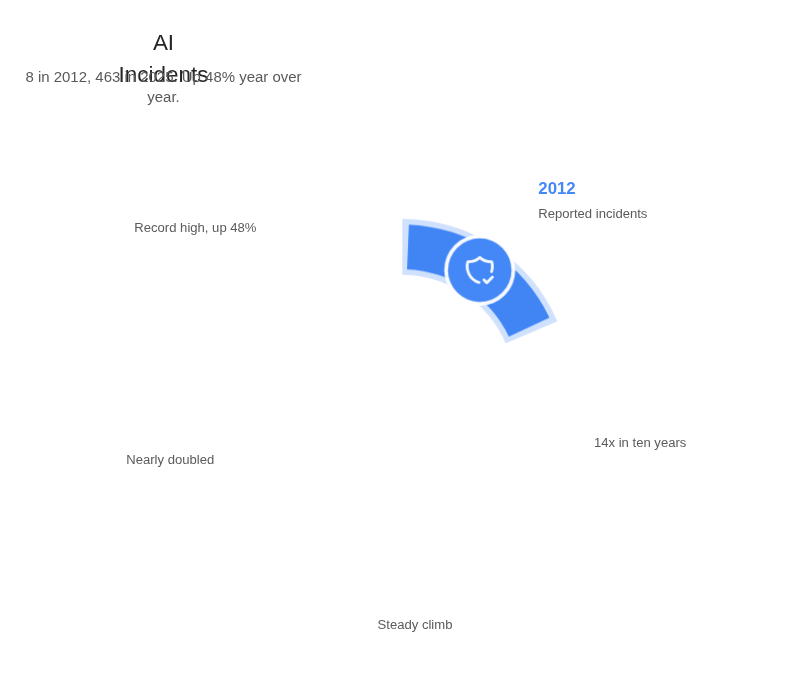 AI
Incidents
8 in 2012, 463 in 2025. Up 48% year over
year.
2012
Reported incidents
Record high, up 48%
14x in ten years
Nearly doubled
Steady climb